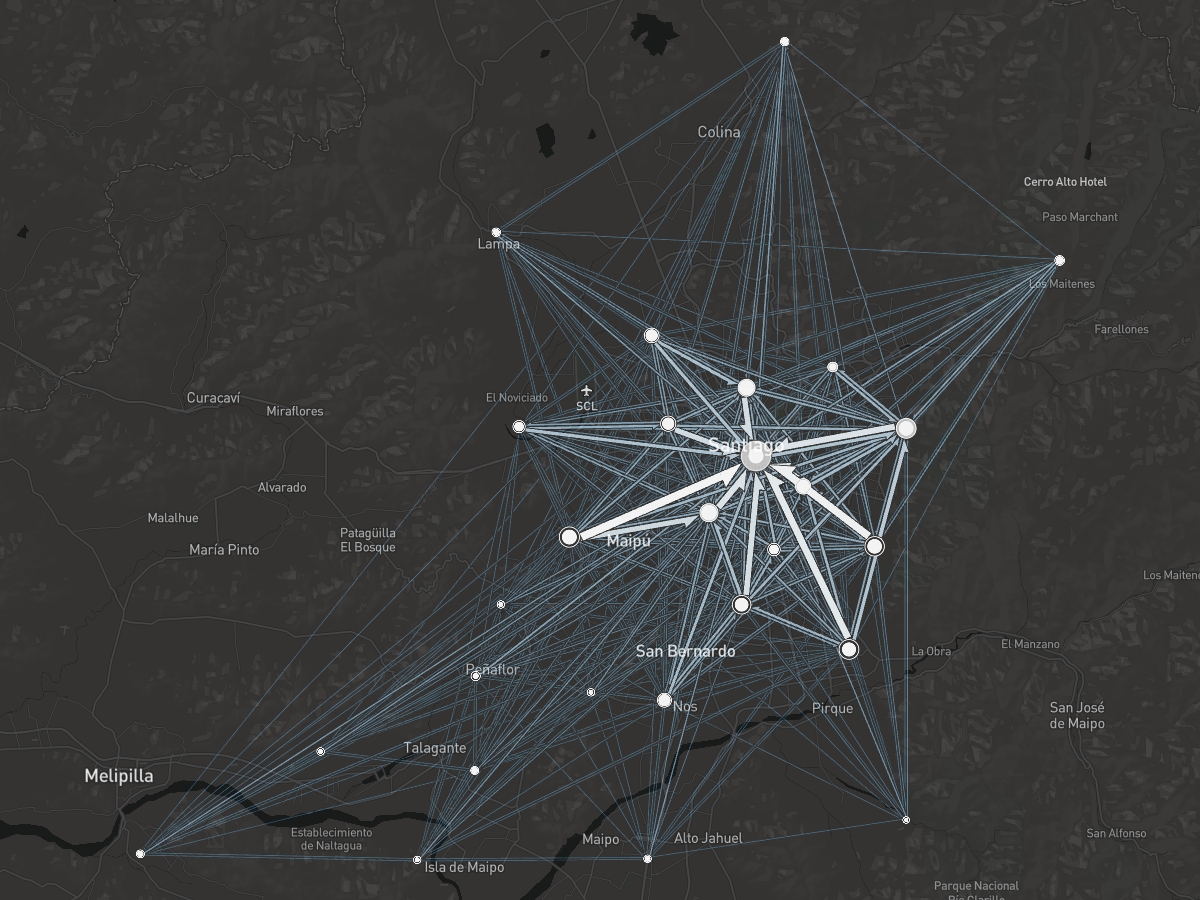 Colina
Cerro Alto Hotel
Paso Marchant
Lampa
Los Maitenes
Farellones
El Noviciado
SCL
Curacaví
Miraflores
Santiago
Alvarado
Malalhue
Patagüilla
El Bosque
María Pinto
Maipú
Los Maitene
San Bernardo
La Obra
El Manzano
Peñaflor
Nos
Pirque
San José
de Maipo
Talagante
Melipilla
Establecimiento
de Naltagua
Maipo
Alto Jahuel
San Alfonso
Isla de Maipo
Parque Nacional
Río Clarillo